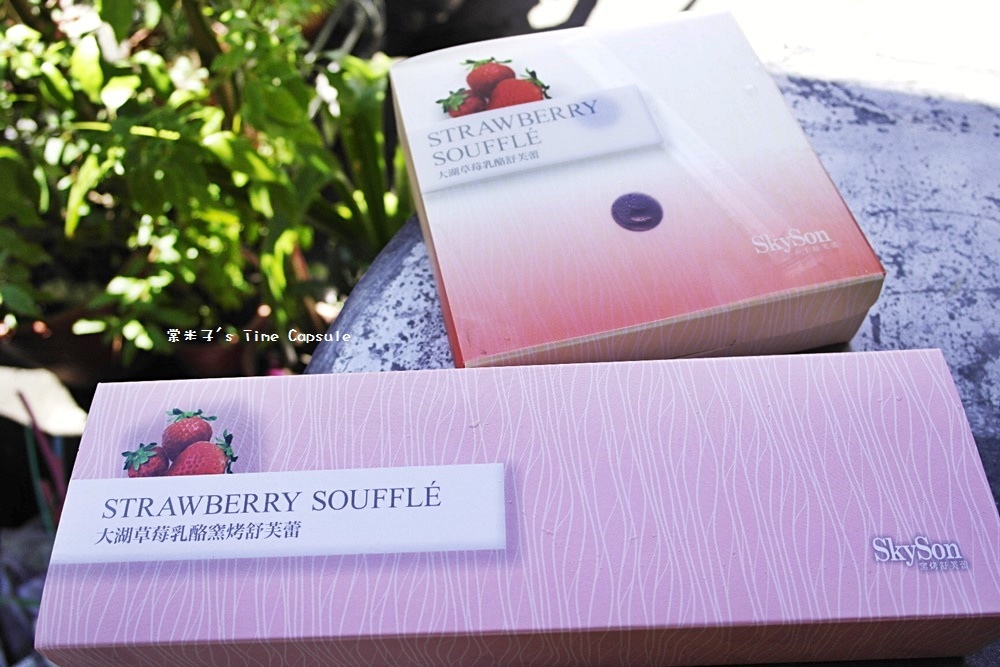 STRAWBERRY
SOUFFLÉ
大湖草莓乳酪舒芙蕾
SkySon
棠米子's Time Capsule
STRAWBERRY SOUFFLÉ
大湖草莓乳酪窯烤舒芙蕾
SkySon
窯烤舒芙蕾